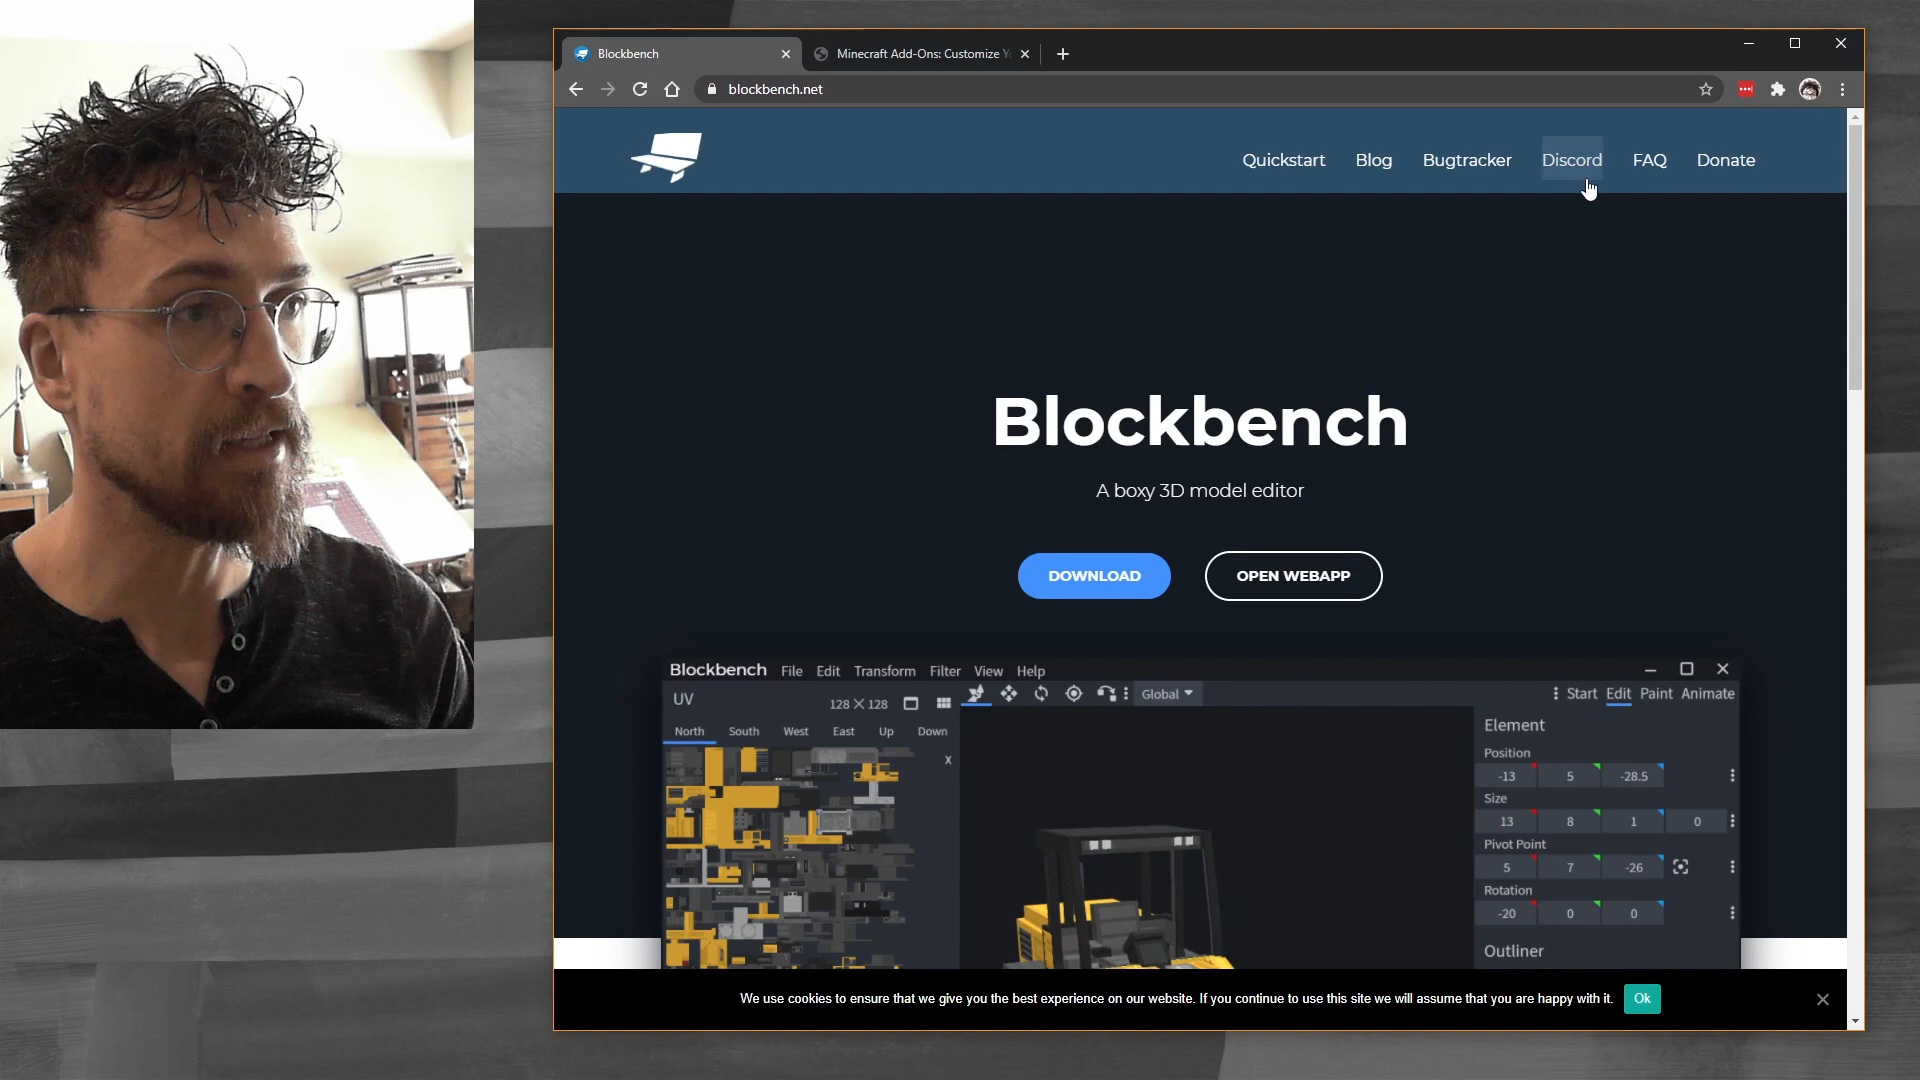 Blockbench
Minecraft Add-Ons: Customize Y
blockbench.net
Quickstart Blog Bugtracker Discord FAQ Donate
Blockbench
A boxy 3D model editor
DOWNLOAD OPEN WEBAPP
Blockbench File Edit Transform Filter View Help
UV 128 × 128 Global Start Edit Paint Animate
North South West East Up Down
X
Element
Position
-13 5 -28.5
Size
13 8 1 0
Pivot Point
5 7 -26
Rotation
-20 0 0
Outliner
We use cookies to ensure that we give you the best experience on our website. If you continue to use this site we will assume that you are happy with it. Ok